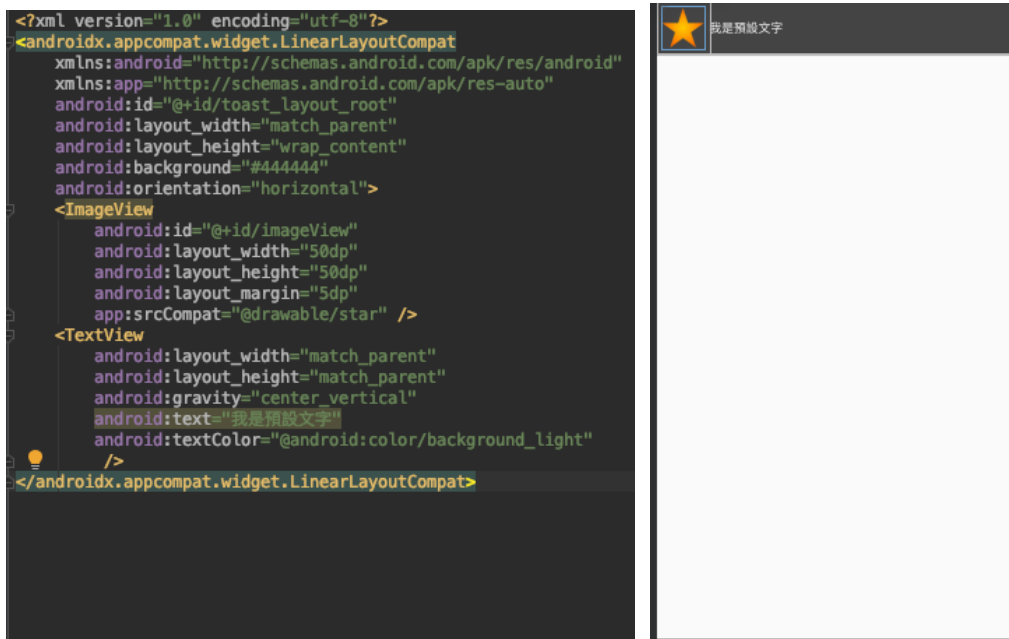 <?xml version="1.0" encoding="utf-8"?>
<androidx.appcompat.widget.LinearLayoutCompat
    xmlns:android="http://schemas.android.com/apk/res/android"
    xmlns:app="http://schemas.android.com/apk/res-auto"
    android:id="@+id/toast_layout_root"
    android:layout_width="match_parent"
    android:layout_height="wrap_content"
    android:background="#444444"
    android:orientation="horizontal">
    <ImageView
        android:id="@+id/imageView"
        android:layout_width="50dp"
        android:layout_height="50dp"
        android:layout_margin="5dp"
        app:srcCompat="@drawable/star" />
    <TextView
        android:layout_width="match_parent"
        android:layout_height="match_parent"
        android:gravity="center_vertical"
        android:text="我是預設文字"
        android:textColor="@android:color/background_light"
         />
</androidx.appcompat.widget.LinearLayoutCompat>
我是預設文字